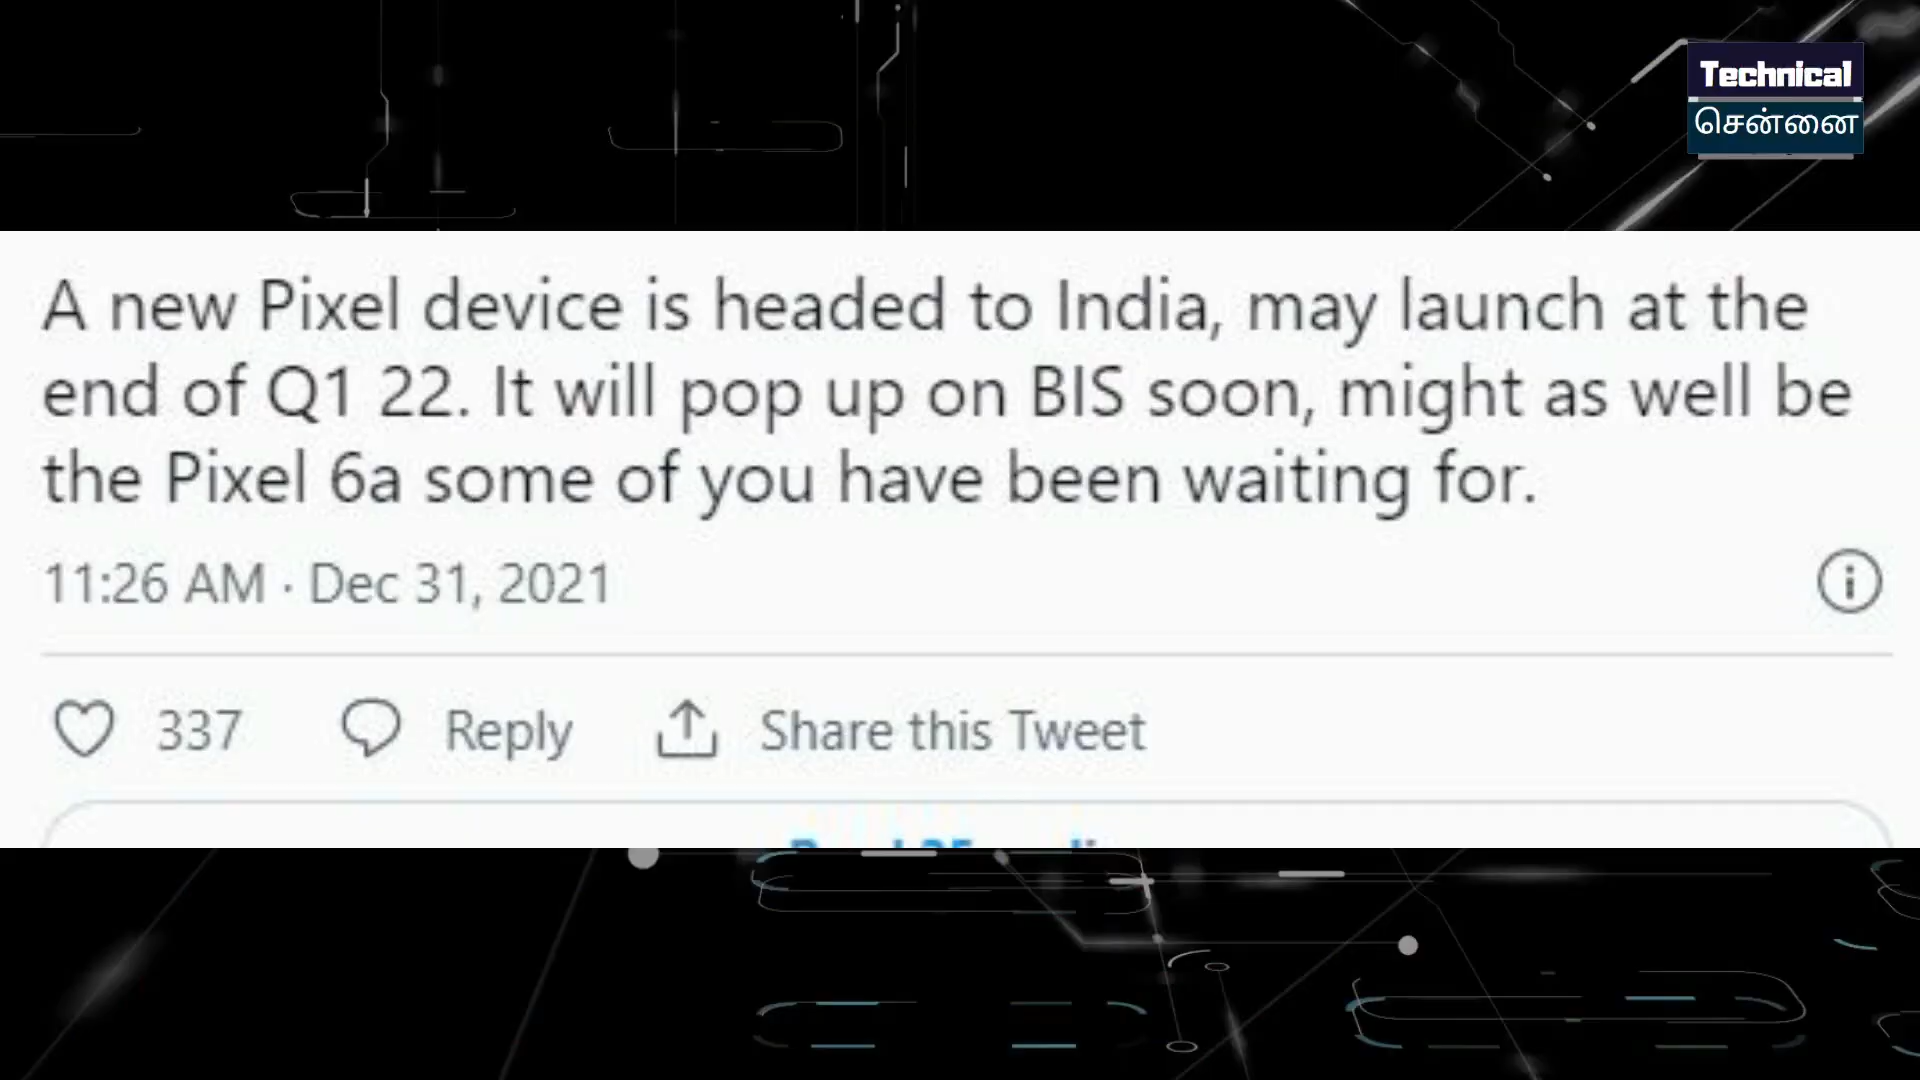 Technical
சென்னை
A new Pixel device is headed to India, may launch at the
end of Q1 22. It will pop up on BIS soon, might as well be
the Pixel 6a some of you have been waiting for.
11:26 AM · Dec 31, 2021
337 Reply Share this Tweet